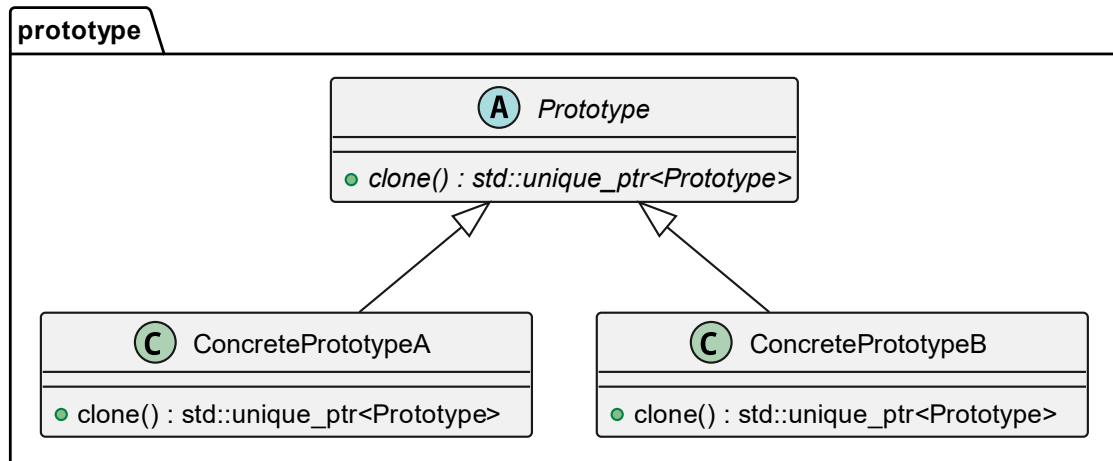 prototype
A Prototype
clone() : std::unique_ptr<Prototype>
C ConcretePrototypeA
clone() : std::unique_ptr<Prototype>
C ConcretePrototypeB
clone() : std::unique_ptr<Prototype>